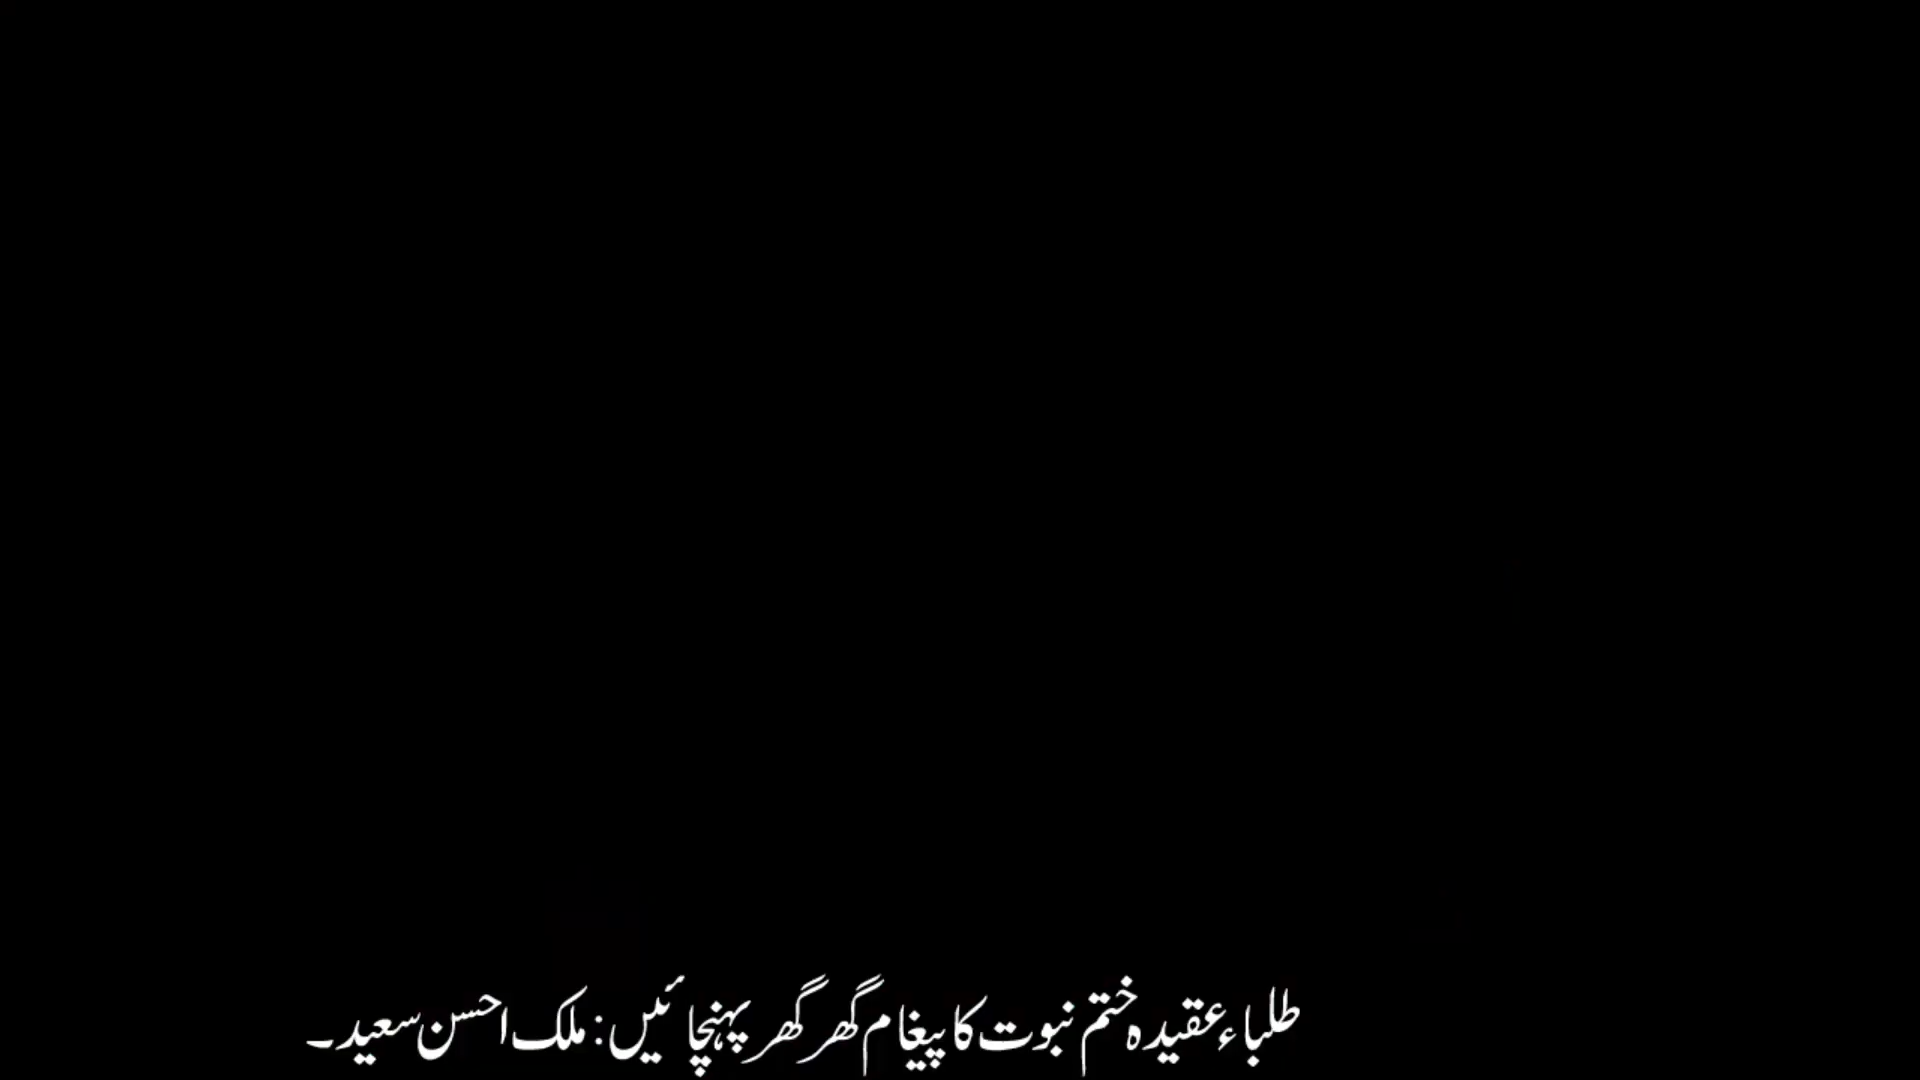 طلباء عقیدہ ختم نبوت کا پیغام گھر گھر پہنچائیں: ملک احسن سعید۔